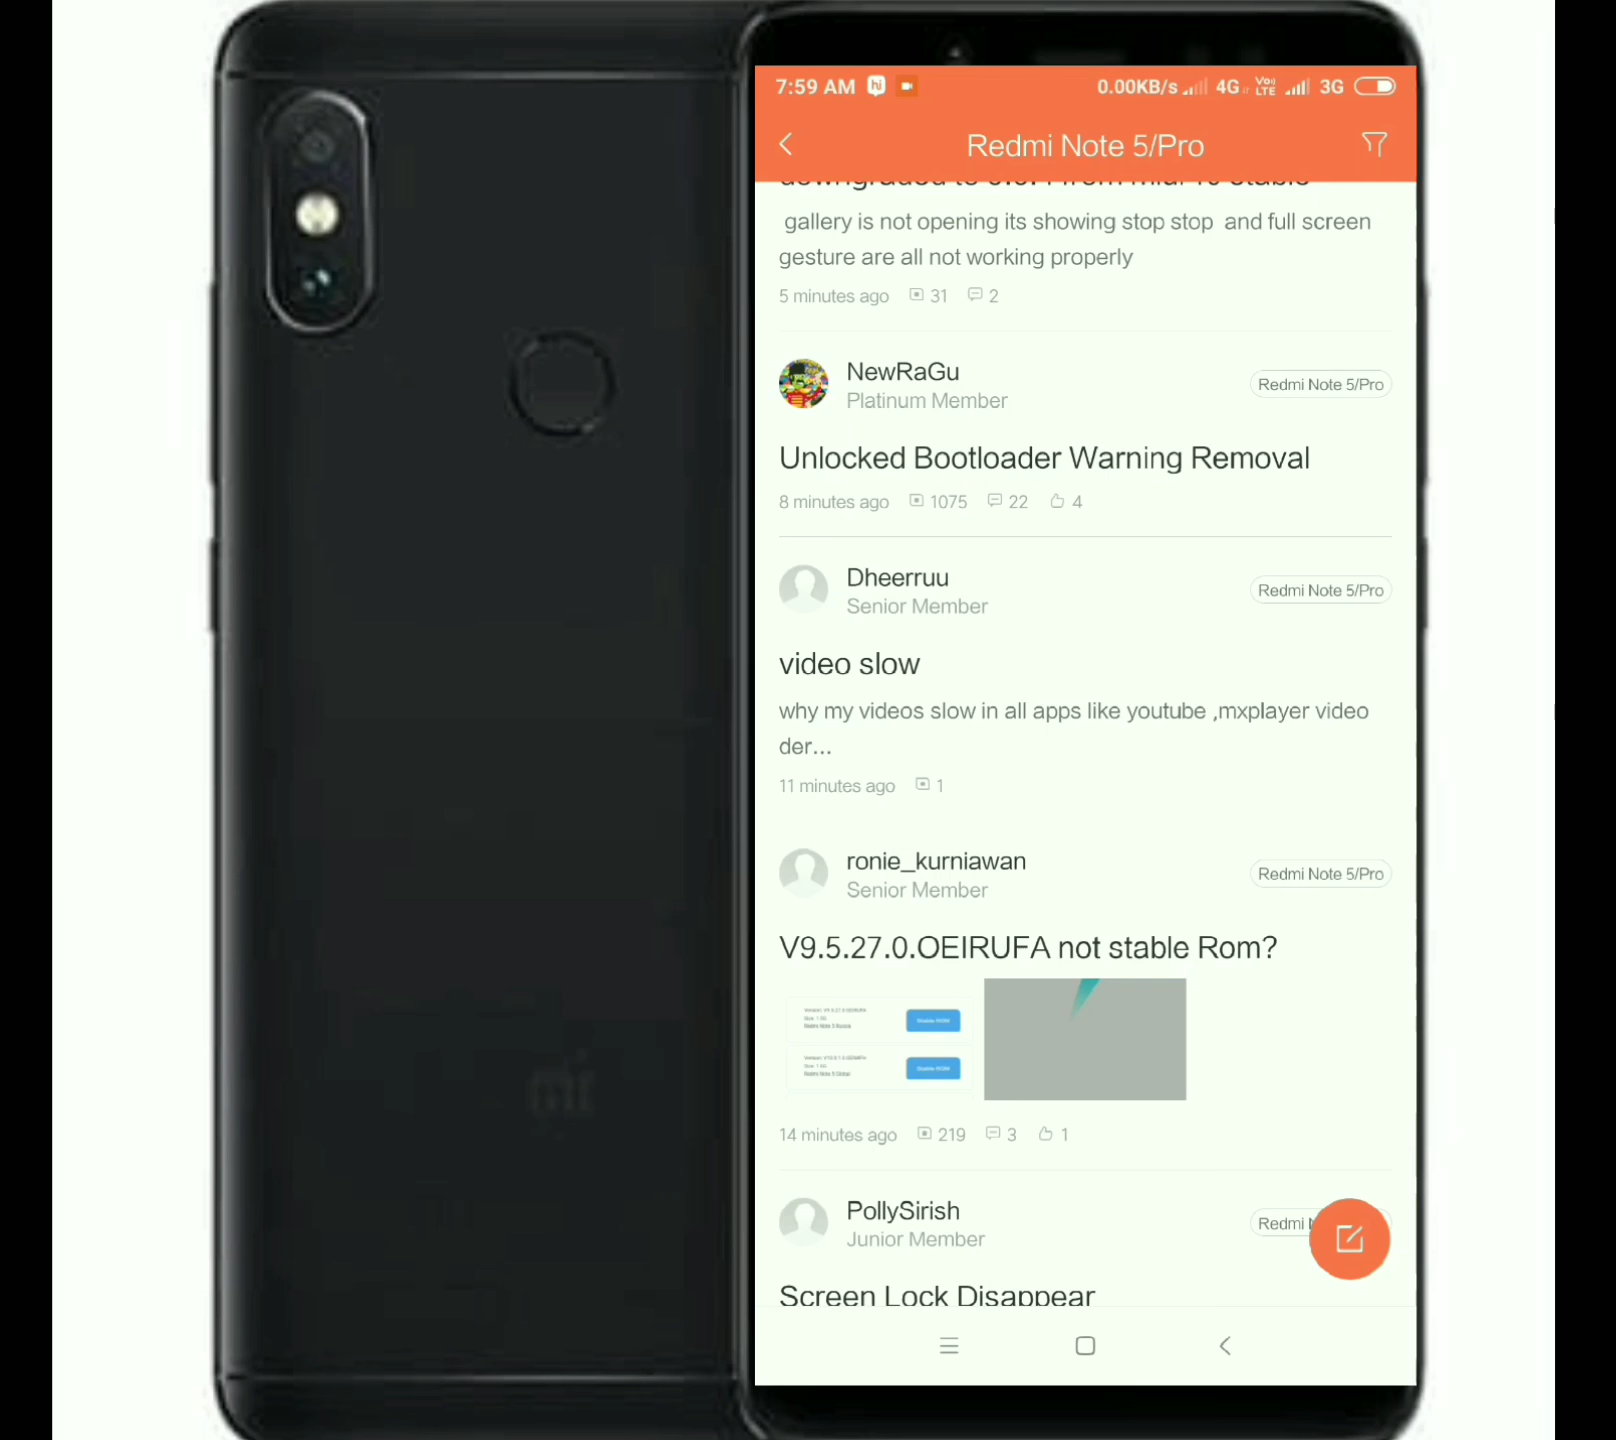 7:59 AM hi 0.00KB/s 4G Vo)) LTE 3G
Redmi Note 5/Pro
gallery is not opening its showing stop stop and full screen
gesture are all not working properly
5 minutes ago 31 2
NewRaGu
Platinum Member
Redmi Note 5/Pro
Unlocked Bootloader Warning Removal
8 minutes ago 1075 22 4
Dheerruu
Senior Member
Redmi Note 5/Pro
video slow
why my videos slow in all apps like youtube ,mxplayer video
der...
11 minutes ago 1
ronie_kurniawan
Senior Member
Redmi Note 5/Pro
V9.5.27.0.OEIRUFA not stable Rom?
14 minutes ago 219 3 1
PollySirish
Junior Member
Redmi
Screen Lock Disappear
mi